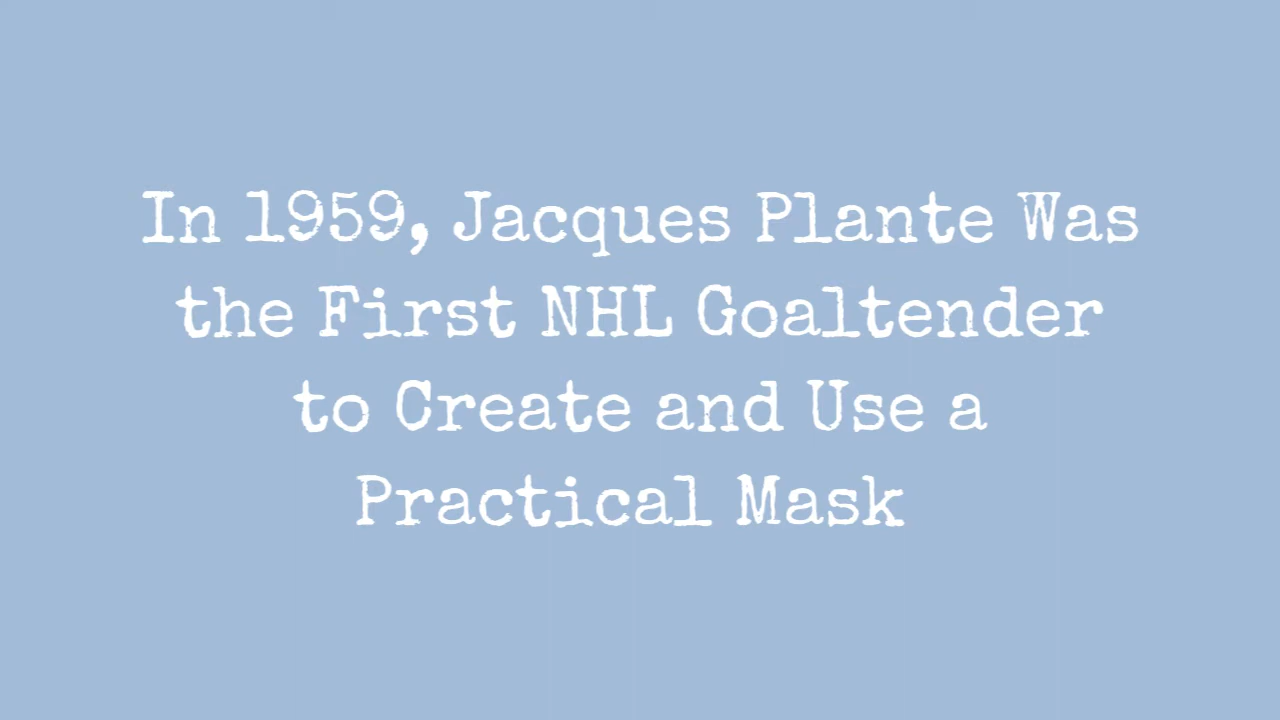 In 1959, Jacques Plante Was
the First NHL Goaltender
to Create and Use a
Practical Mask